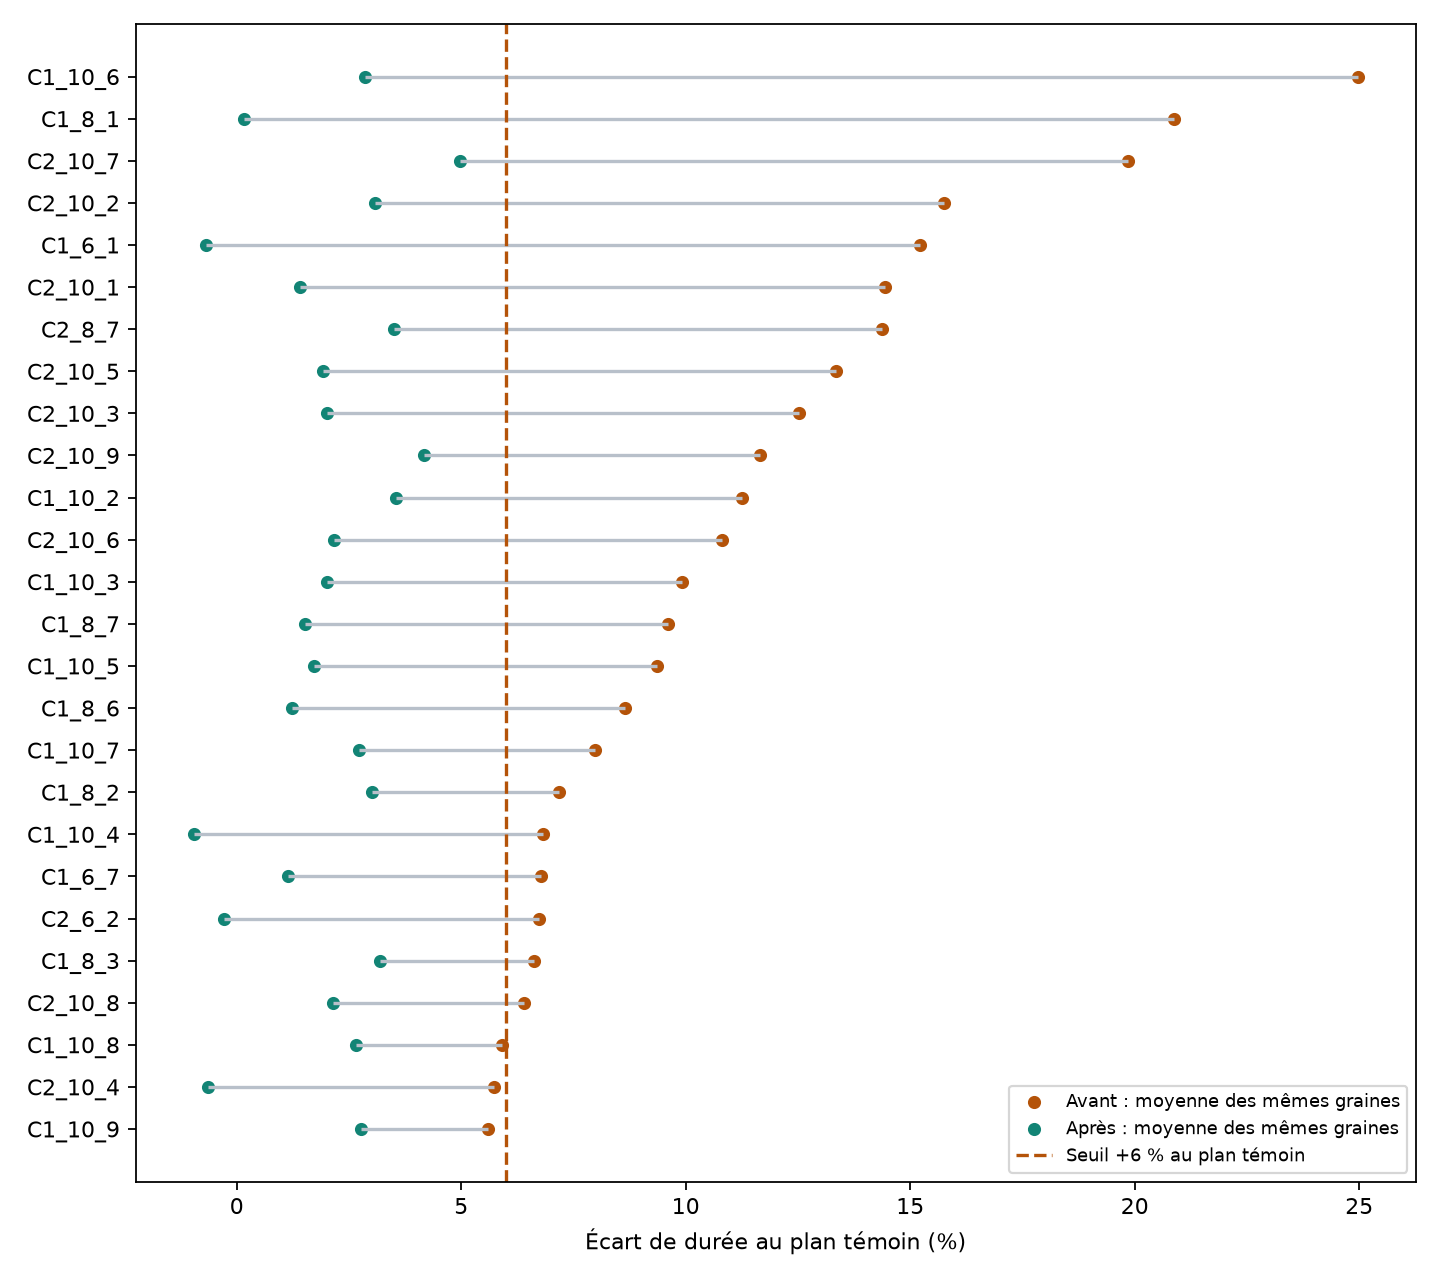 C1_10_6
C1_8_1
C2_10_7
C2_10_2
C1_6_1
C2_10_1
C2_8_7
C2_10_5
C2_10_3
C2_10_9
C1_10_2
C2_10_6
C1_10_3
C1_8_7
C1_10_5
C1_8_6
C1_10_7
C1_8_2
C1_10_4
C1_6_7
C2_6_2
C1_8_3
C2_10_8
C1_10_8
C2_10_4
C1_10_9
Avant : moyenne des mêmes graines
Après : moyenne des mêmes graines
Seuil +6 % au plan témoin
0 5 10 15 20 25
Écart de durée au plan témoin (%)